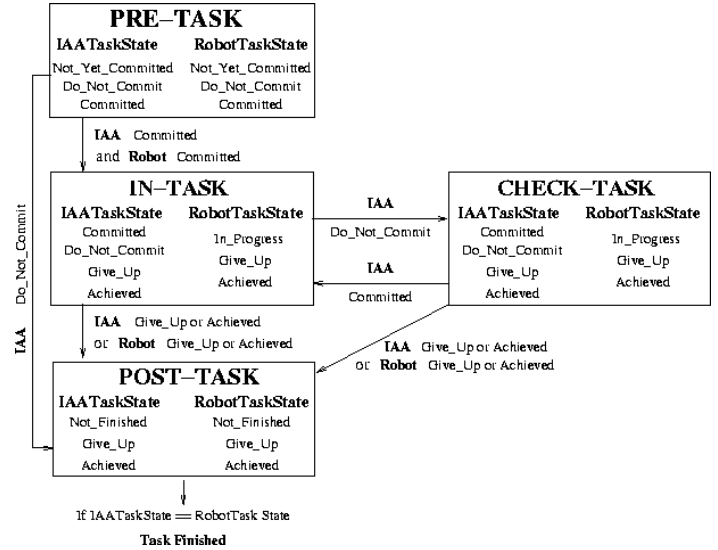 PRE–TASK
IAATaskState RobotTaskState
Not_Yet_Committed Not_Yet_Committed
Do_Not_Commit Do_Not_Commit
Committed Committed
IAA Committed
and Robot Committed
IN–TASK
IAATaskState RobotTaskState
Committed In_Progress
Do_Not_Commit Give_Up
Give_Up Achieved
Achieved
IAA
Do_Not_Commit
IAA
Committed
CHECK–TASK
IAATaskState RobotTaskState
Committed In_Progress
Do_Not_Commit Give_Up
Give_Up Achieved
Achieved
IAA Do_Not_Commit
IAA Give_Up or Achieved
or Robot Give_Up or Achieved
IAA Give_Up or Achieved
or Robot Give_Up or Achieved
POST–TASK
IAATaskState RobotTaskState
Not_Finished Not_Finished
Give_Up Give_Up
Achieved Achieved
If IAATaskState == RobotTask State
Task Finished